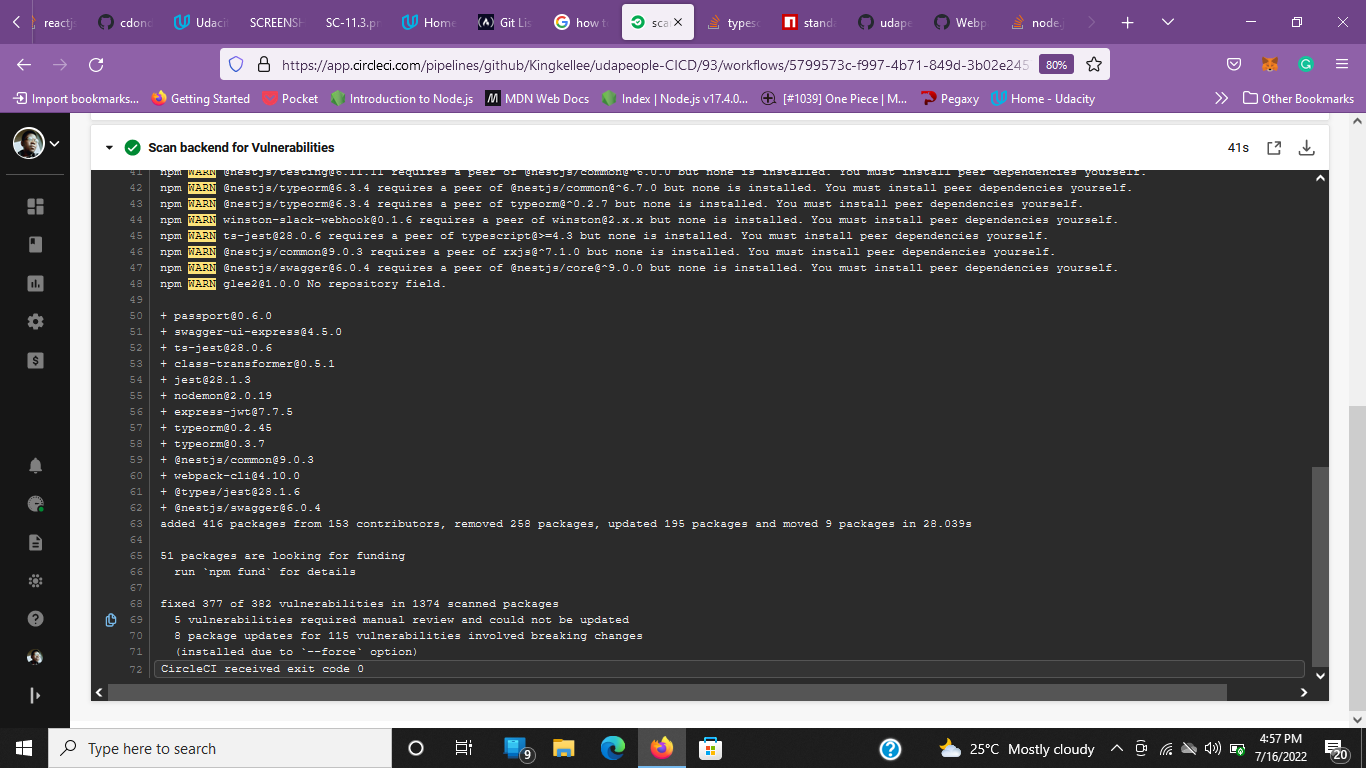 reactj
cdonc
Udaci
SCREENSH
SC-11.3.pn
Home
Git Lis
how to
sca
typesc
stand
udape
Webp
node.j
https://app.circleci.com/pipelines/github/Kingkellee/udapeople-CICD/93/workflows/5799573c-f997-4b71-849d-3b02e245
80%
Import bookmarks...
Getting Started
Pocket
Introduction to Node.js
MDN Web Docs
Index | Node.js v17.4.0...
[#1039] One Piece | M...
Pegaxy
Home - Udacity
Other Bookmarks
Scan backend for Vulnerabilities
41s
41 npm WARN @nestjs/testing@6.11.11 requires a peer of @nestjs/common@^6.0.0 but none is installed. You must install peer dependencies yourself.
42 npm WARN @nestjs/typeorm@6.3.4 requires a peer of @nestjs/common@^6.7.0 but none is installed. You must install peer dependencies yourself.
43 npm WARN @nestjs/typeorm@6.3.4 requires a peer of typeorm@^0.2.7 but none is installed. You must install peer dependencies yourself.
44 npm WARN winston-slack-webhook@0.1.6 requires a peer of winston@2.x.x but none is installed. You must install peer dependencies yourself.
45 npm WARN ts-jest@28.0.6 requires a peer of typescript@>=4.3 but none is installed. You must install peer dependencies yourself.
46 npm WARN @nestjs/common@9.0.3 requires a peer of rxjs@^7.1.0 but none is installed. You must install peer dependencies yourself.
47 npm WARN @nestjs/swagger@6.0.4 requires a peer of @nestjs/core@^9.0.0 but none is installed. You must install peer dependencies yourself.
48 npm WARN glee2@1.0.0 No repository field.
49
50 + passport@0.6.0
51 + swagger-ui-express@4.5.0
52 + ts-jest@28.0.6
53 + class-transformer@0.5.1
54 + jest@28.1.3
55 + nodemon@2.0.19
56 + express-jwt@7.7.5
57 + typeorm@0.2.45
58 + typeorm@0.3.7
59 + @nestjs/common@9.0.3
60 + webpack-cli@4.10.0
61 + @types/jest@28.1.6
62 + @nestjs/swagger@6.0.4
63 added 416 packages from 153 contributors, removed 258 packages, updated 195 packages and moved 9 packages in 28.039s
64
65 51 packages are looking for funding
66 run `npm fund` for details
67
68 fixed 377 of 382 vulnerabilities in 1374 scanned packages
69 5 vulnerabilities required manual review and could not be updated
70 8 package updates for 115 vulnerabilities involved breaking changes
71 (installed due to `--force` option)
72 CircleCI received exit code 0
Type here to search
9
25°C Mostly cloudy
4:57 PM
7/16/2022
20